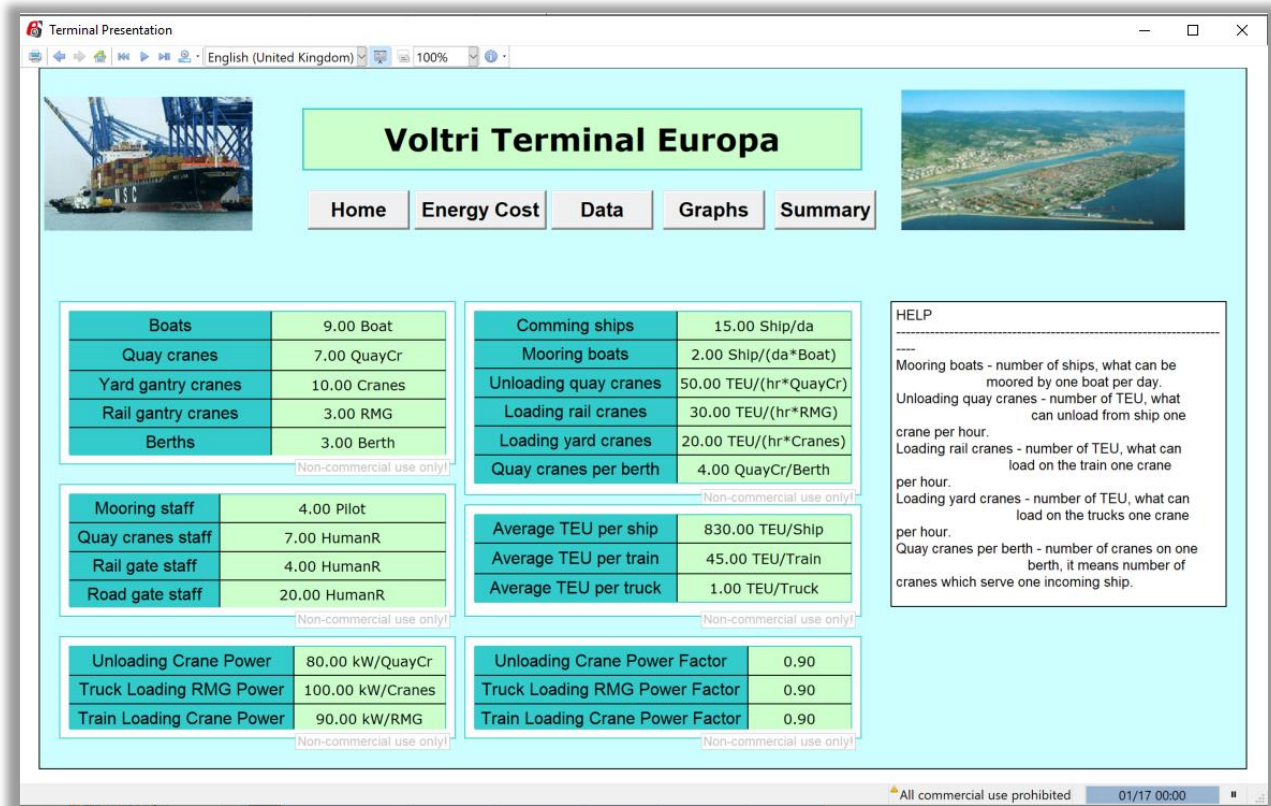 Terminal Presentation
English (United Kingdom)
100%
MSC
Voltri Terminal Europa
Home
Energy Cost
Data
Graphs
Summary
Boats 9.00 Boat
Quay cranes 7.00 QuayCr
Yard gantry cranes 10.00 Cranes
Rail gantry cranes 3.00 RMG
Berths 3.00 Berth
Non-commercial use only!
Mooring staff 4.00 Pilot
Quay cranes staff 7.00 HumanR
Rail gate staff 4.00 HumanR
Road gate staff 20.00 HumanR
Non-commercial use only!
Unloading Crane Power 80.00 kW/QuayCr
Truck Loading RMG Power 100.00 kW/Cranes
Train Loading Crane Power 90.00 kW/RMG
Non-commercial use only!
Comming ships 15.00 Ship/da
Mooring boats 2.00 Ship/(da*Boat)
Unloading quay cranes 50.00 TEU/(hr*QuayCr)
Loading rail cranes 30.00 TEU/(hr*RMG)
Loading yard cranes 20.00 TEU/(hr*Cranes)
Quay cranes per berth 4.00 QuayCr/Berth
Non-commercial use only!
Average TEU per ship 830.00 TEU/Ship
Average TEU per train 45.00 TEU/Train
Average TEU per truck 1.00 TEU/Truck
Non-commercial use only!
Unloading Crane Power Factor 0.90
Truck Loading RMG Power Factor 0.90
Train Loading Crane Power Factor 0.90
Non-commercial use only!
HELP
-----------------------------------------------------------------
----
Mooring boats - number of ships, what can be
moored by one boat per day.
Unloading quay cranes - number of TEU, what
can unload from ship one
crane per hour.
Loading rail cranes - number of TEU, what can
load on the train one crane
per hour.
Loading yard cranes - number of TEU, what can
load on the trucks one crane
per hour.
Quay cranes per berth - number of cranes on one
berth, it means number of
cranes which serve one incoming ship.
All commercial use prohibited
01/17 00:00